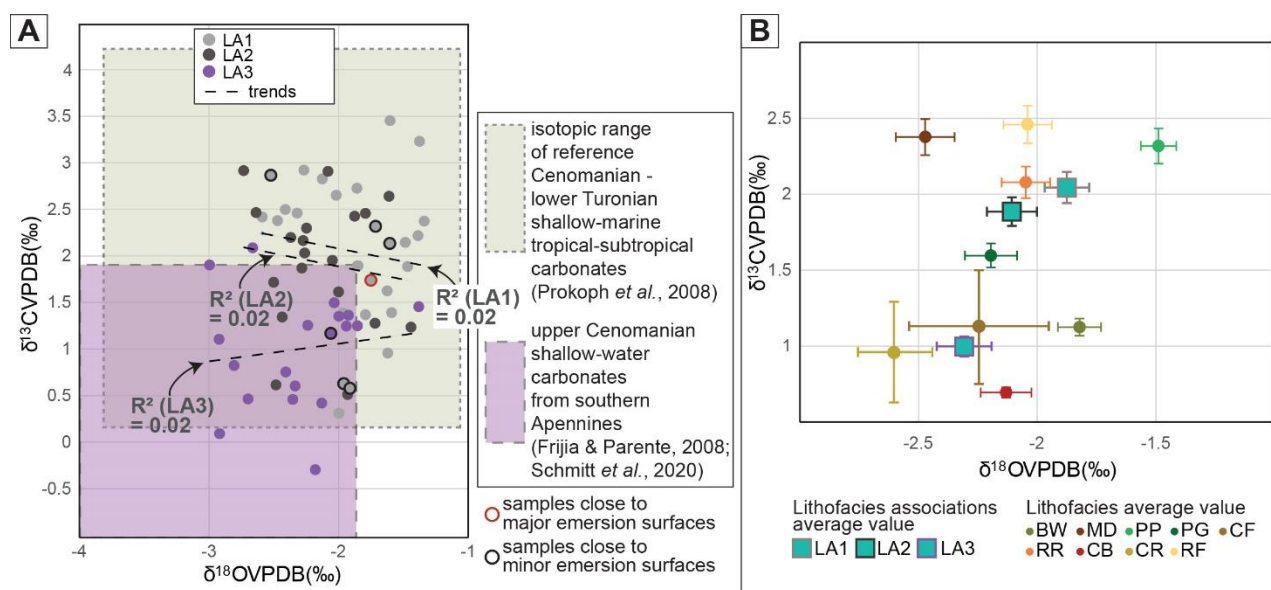 A
LA1
LA2
LA3
trends
δ¹³CVPDB(‰)
4
3.5
3
2.5
2
1.5
1
0.5
0
-0.5
R² (LA2)
= 0.02
R² (LA1)
= 0.02
R² (LA3)
= 0.02
-4
-3
-2
-1
δ¹⁸OVPDB(‰)
isotopic range
of reference
Cenomanian -
lower Turonian
shallow-marine
tropical-subtropical
carbonates
(Prokoph et al., 2008)
upper Cenomanian
shallow-water
carbonates
from southern
Apennines
(Frijia & Parente, 2008;
Schmitt et al., 2020)
samples close to
major emersion surfaces
samples close to
minor emersion surfaces
B
δ¹³CVPDB(‰)
2.5
2
1.5
1
-2.5
-2
-1.5
δ¹⁸OVPDB(‰)
Lithofacies associations
average value
LA1 LA2 LA3
Lithofacies average value
BW MD PP PG CF
RR CB CR RF